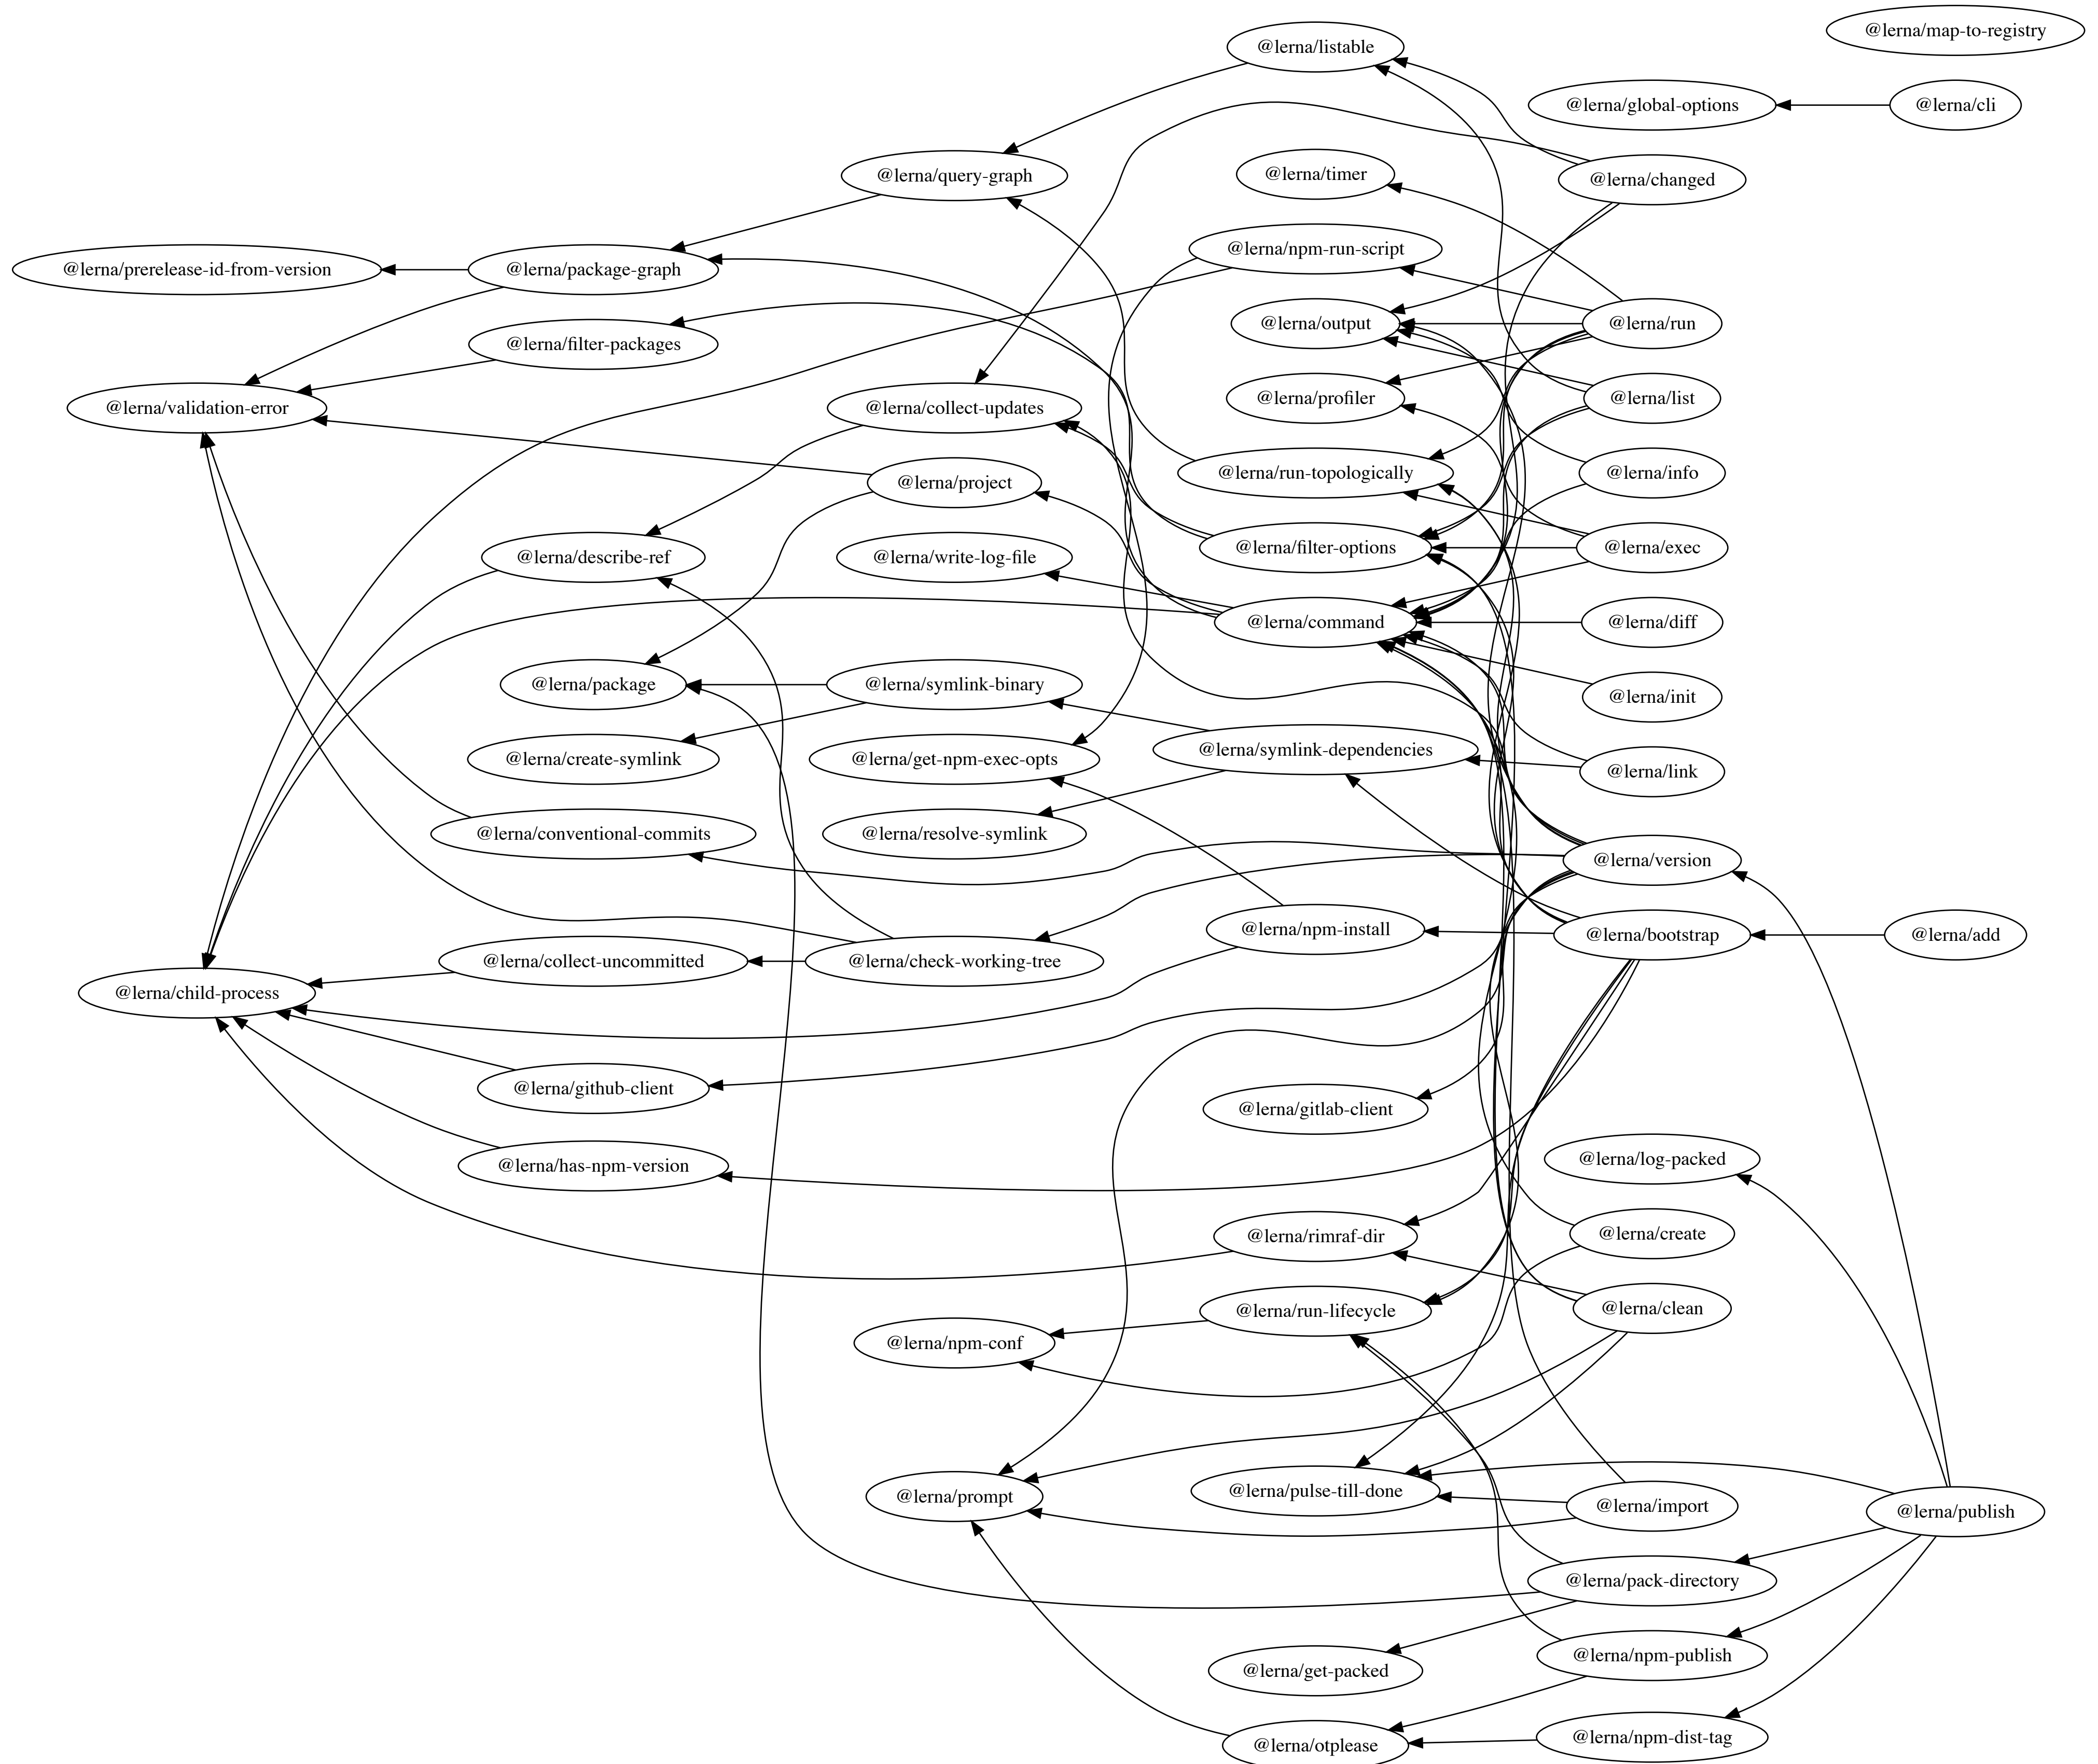 @lerna/map-to-registry
@lerna/listable
@lerna/global-options
@lerna/cli
@lerna/query-graph
@lerna/timer
@lerna/changed
@lerna/npm-run-script
@lerna/prerelease-id-from-version
@lerna/package-graph
@lerna/output
@lerna/run
@lerna/filter-packages
@lerna/profiler
@lerna/list
@lerna/validation-error
@lerna/collect-updates
@lerna/run-topologically
@lerna/info
@lerna/project
@lerna/describe-ref
@lerna/write-log-file
@lerna/filter-options
@lerna/exec
@lerna/command
@lerna/diff
@lerna/package
@lerna/symlink-binary
@lerna/init
@lerna/create-symlink
@lerna/get-npm-exec-opts
@lerna/symlink-dependencies
@lerna/link
@lerna/conventional-commits
@lerna/resolve-symlink
@lerna/version
@lerna/npm-install
@lerna/bootstrap
@lerna/add
@lerna/collect-uncommitted
@lerna/check-working-tree
@lerna/child-process
@lerna/github-client
@lerna/gitlab-client
@lerna/has-npm-version
@lerna/log-packed
@lerna/rimraf-dir
@lerna/create
@lerna/run-lifecycle
@lerna/clean
@lerna/npm-conf
@lerna/prompt
@lerna/pulse-till-done
@lerna/import
@lerna/publish
@lerna/pack-directory
@lerna/get-packed
@lerna/npm-publish
@lerna/otplease
@lerna/npm-dist-tag